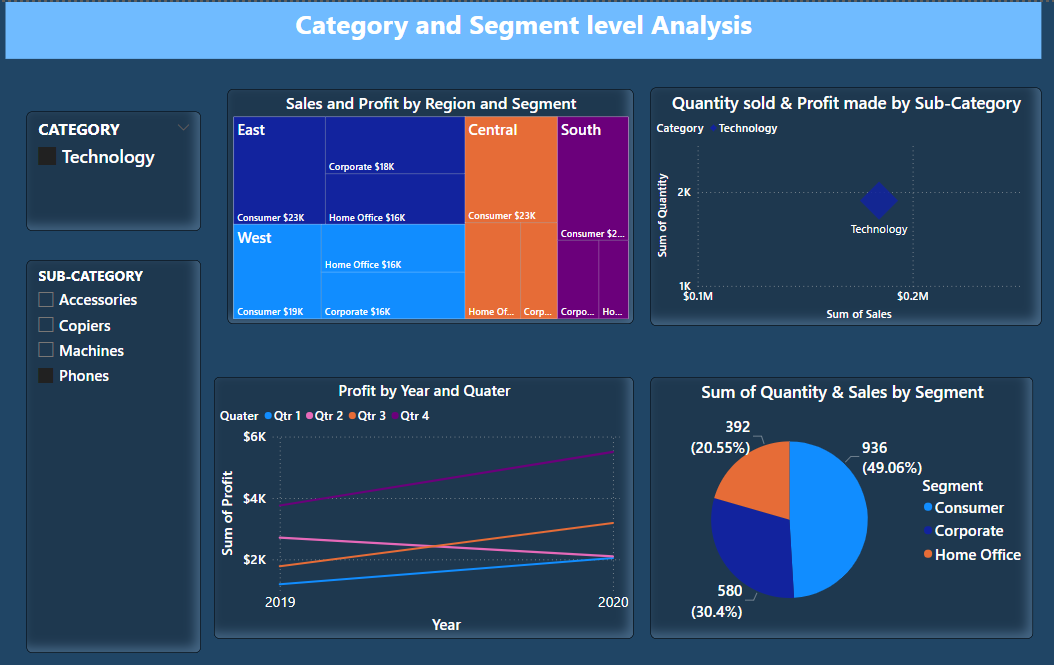 Category and Segment level Analysis
CATEGORY
Technology
SUB-CATEGORY
Accessories
Copiers
Machines
Phones
Sales and Profit by Region and Segment
East
Corporate $18K
Consumer $23K
Home Office $16K
West
Home Office $16K
Consumer $19K
Corporate $16K
Central
Consumer $23K
Home Of...
Corp...
South
Consumer $2...
Corpo...
Ho...
Quantity sold & Profit made by Sub-Category
Category Technology
Sum of Quantity
2K
1K
Technology
$0.1M
$0.2M
Sum of Sales
Profit by Year and Quater
Quater Qtr 1 Qtr 2 Qtr 3 Qtr 4
Sum of Profit
$6K
$4K
$2K
2019
2020
Year
Sum of Quantity & Sales by Segment
392
(20.55%)
936
(49.06%)
580
(30.4%)
Segment
Consumer
Corporate
Home Office